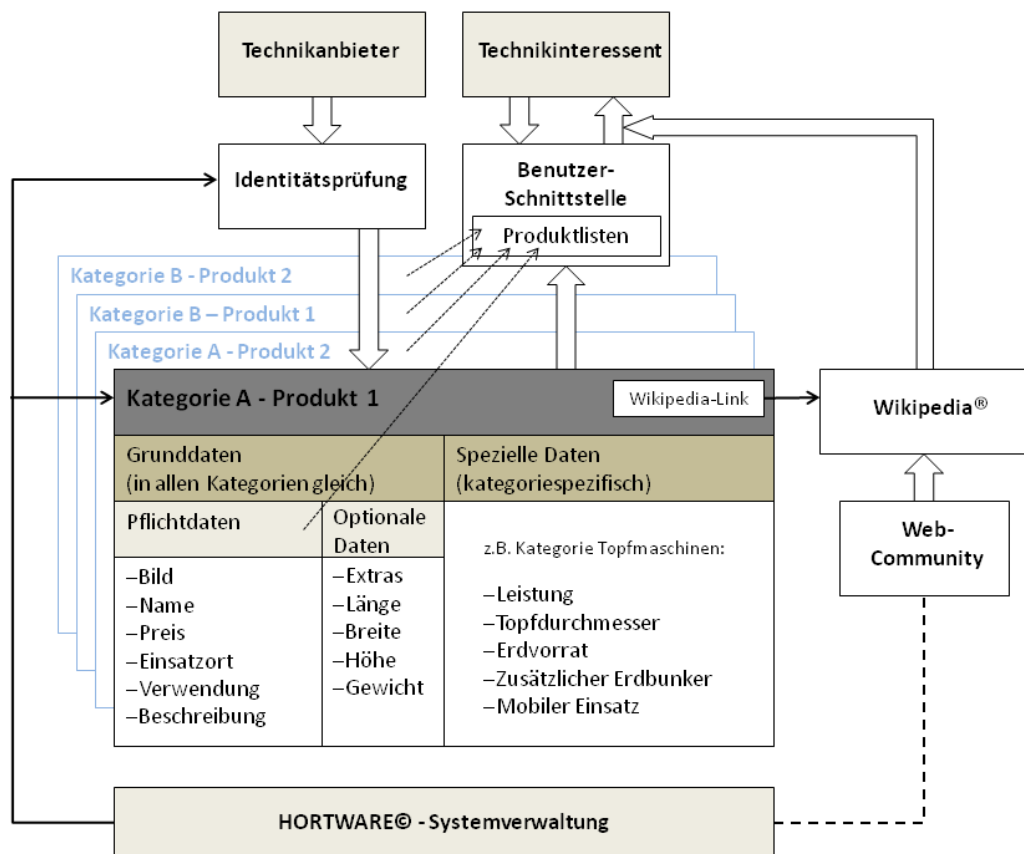 Technikanbieter
Technikinteressent
Identitätsprüfung
Benutzer-
Schnittstelle
Produktlisten
Kategorie B - Produkt 2
Kategorie B – Produkt 1
Kategorie A - Produkt 2
Kategorie A - Produkt 1
Wikipedia-Link
Wikipedia®
Grunddaten
(in allen Kategorien gleich)
Spezielle Daten
(kategoriespezifisch)
Pflichtdaten
Optionale
Daten
–Bild
–Name
–Preis
–Einsatzort
–Verwendung
–Beschreibung
–Extras
–Länge
–Breite
–Höhe
–Gewicht
z.B. Kategorie Topfmaschinen:
–Leistung
–Topfdurchmesser
–Erdvorrat
–Zusätzlicher Erdbunker
–Mobiler Einsatz
Web-
Community
HORTWARE© - Systemverwaltung